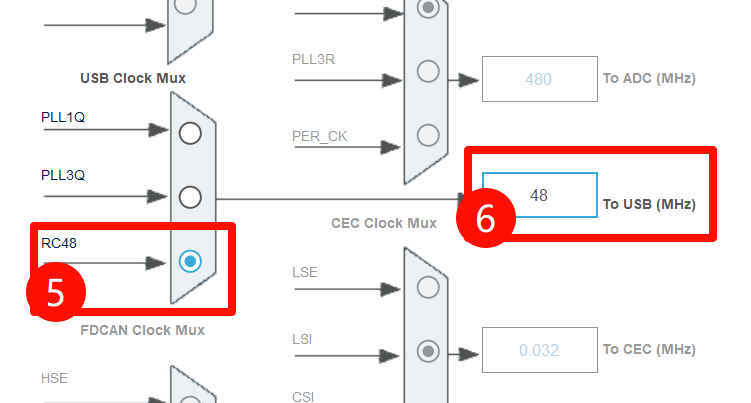 PLL3R
480
To ADC (MHz)
USB Clock Mux
PLL1Q
PER_CK
PLL3Q
48
To USB (MHz)
6
CEC Clock Mux
RC48
5
LSE
FDCAN Clock Mux
LSI
0.032
To CEC (MHz)
HSE
CSI